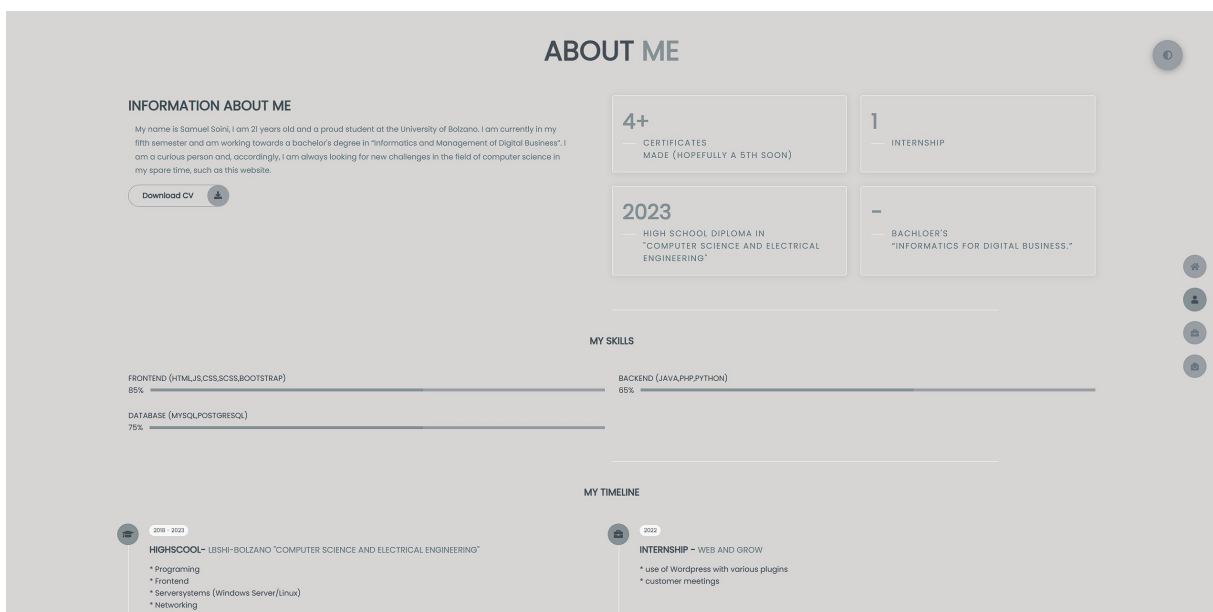 ABOUT ME
INFORMATION ABOUT ME
My name is Samuel Soini, I am 21 years old and a proud student at the University of Bolzano. I am currently in my
fifth semester and am working towards a bachelor's degree in "Informatics and Management of Digital Business". I
am a curious person and, accordingly, I am always looking for new challenges in the field of computer science in
my spare time, such as this website.
Download CV
4+
CERTIFICATES
MADE (HOPEFULLY A 5TH SOON)
1
INTERNSHIP
2023
HIGH SCHOOL DIPLOMA IN
"COMPUTER SCIENCE AND ELECTRICAL
ENGINEERING"
-
BACHLOER'S
"INFORMATICS FOR DIGITAL BUSINESS."
MY SKILLS
FRONTEND (HTML,JS,CSS,SCSS,BOOTSTRAP)
85%
BACKEND (JAVA,PHP,PYTHON)
65%
DATABASE (MYSQL,POSTGRESQL)
75%
MY TIMELINE
2018 - 2023
HIGHSCOOL- LBSHI-BOLZANO "COMPUTER SCIENCE AND ELECTRICAL ENGINEERING"
* Programing
* Frontend
* Serversystems (Windows Server/Linux)
* Networking
2022
INTERNSHIP - WEB AND GROW
* use of Wordpress with various plugins
* customer meetings